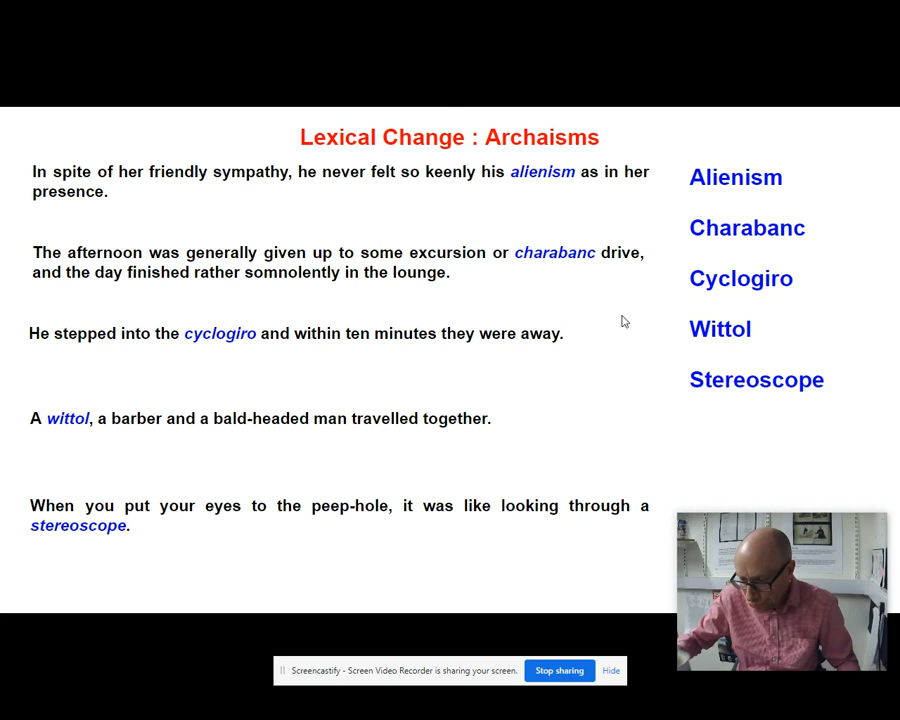 Lexical Change : Archaisms
In spite of her friendly sympathy, he never felt so keenly his alienism as in her
presence.
The afternoon was generally given up to some excursion or charabanc drive,
and the day finished rather somnolently in the lounge.
He stepped into the cyclogiro and within ten minutes they were away.
A wittol, a barber and a bald-headed man travelled together.
When you put your eyes to the peep-hole, it was like looking through a
stereoscope.
Alienism
Charabanc
Cyclogiro
Wittol
Stereoscope
Screencastify - Screen Video Recorder is sharing your screen.
Stop sharing
Hide